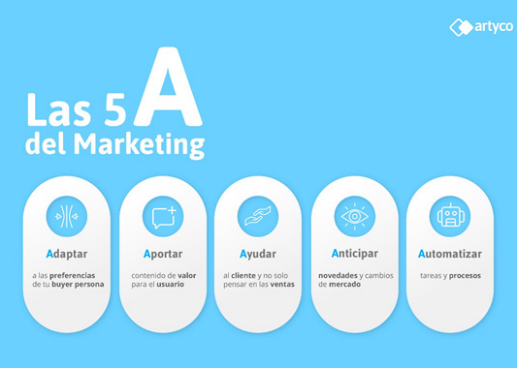 artyco
Las 5 A
del Marketing
Adaptar
a las preferencias
de tu buyer persona
Aportar
contenido de valor
para el usuario
Ayudar
al cliente y no solo
pensar en las ventas
Anticipar
novedades y cambios
de mercado
Automatizar
tareas y procesos